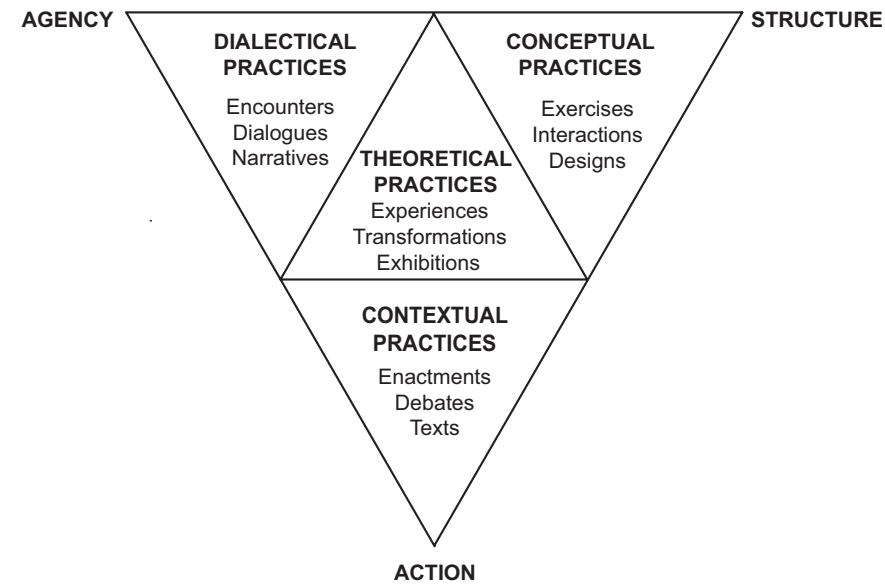 AGENCY
STRUCTURE
DIALECTICAL
PRACTICES
Encounters
Dialogues
Narratives
CONCEPTUAL
PRACTICES
Exercises
Interactions
Designs
THEORETICAL
PRACTICES
Experiences
Transformations
Exhibitions
CONTEXTUAL
PRACTICES
Enactments
Debates
Texts
ACTION